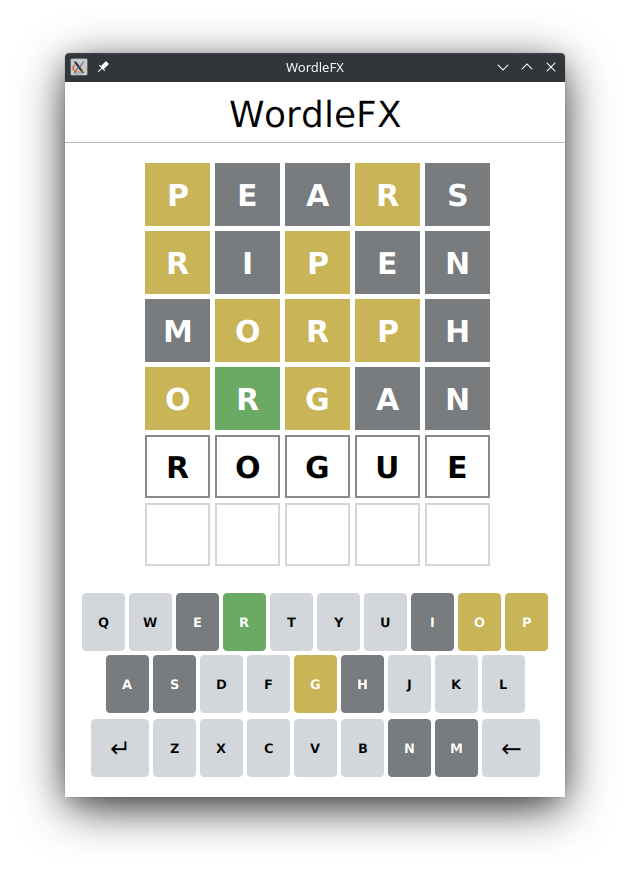 WordleFX
WordleFX
P E A R S
R I P E N
M O R P H
O R G A N
R O G U E
Q W E R T Y U I O P
A S D F G H J K L
↵ Z X C V B N M ←